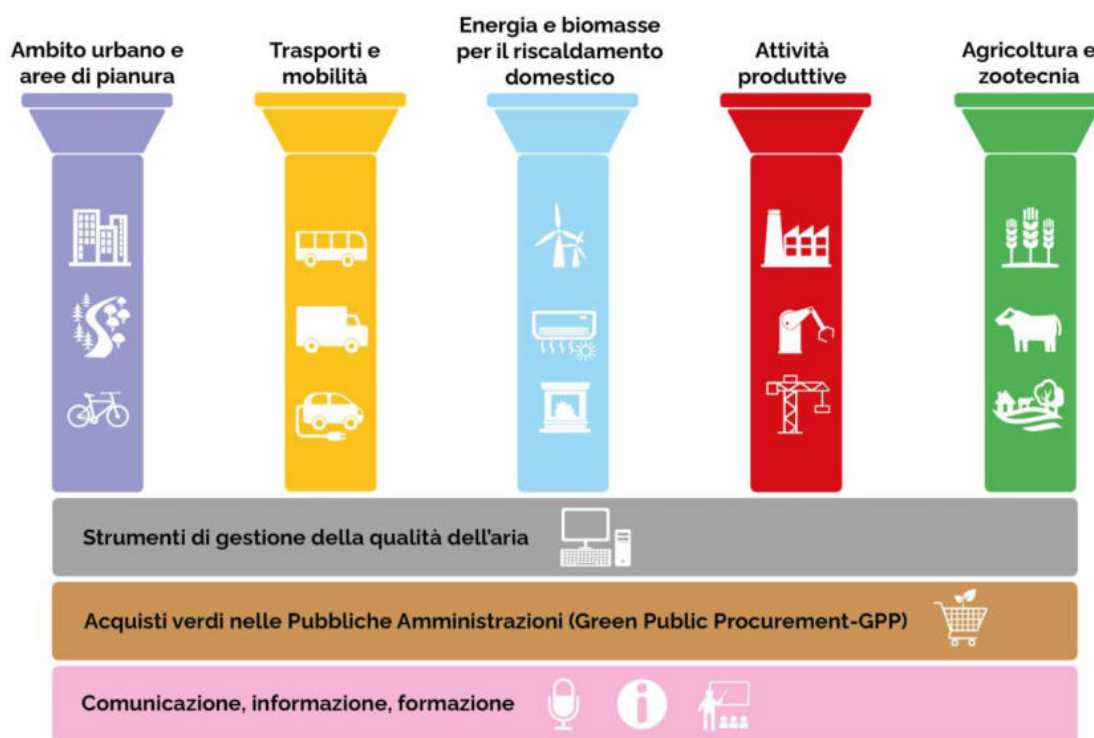 Ambito urbano e
aree di pianura
Trasporti e
mobilità
Energia e biomasse
per il riscaldamento
domestico
Attività
produttive
Agricoltura e
zootecnia
Strumenti di gestione della qualità dell'aria
Acquisti verdi nelle Pubbliche Amministrazioni (Green Public Procurement-GPP)
Comunicazione, informazione, formazione